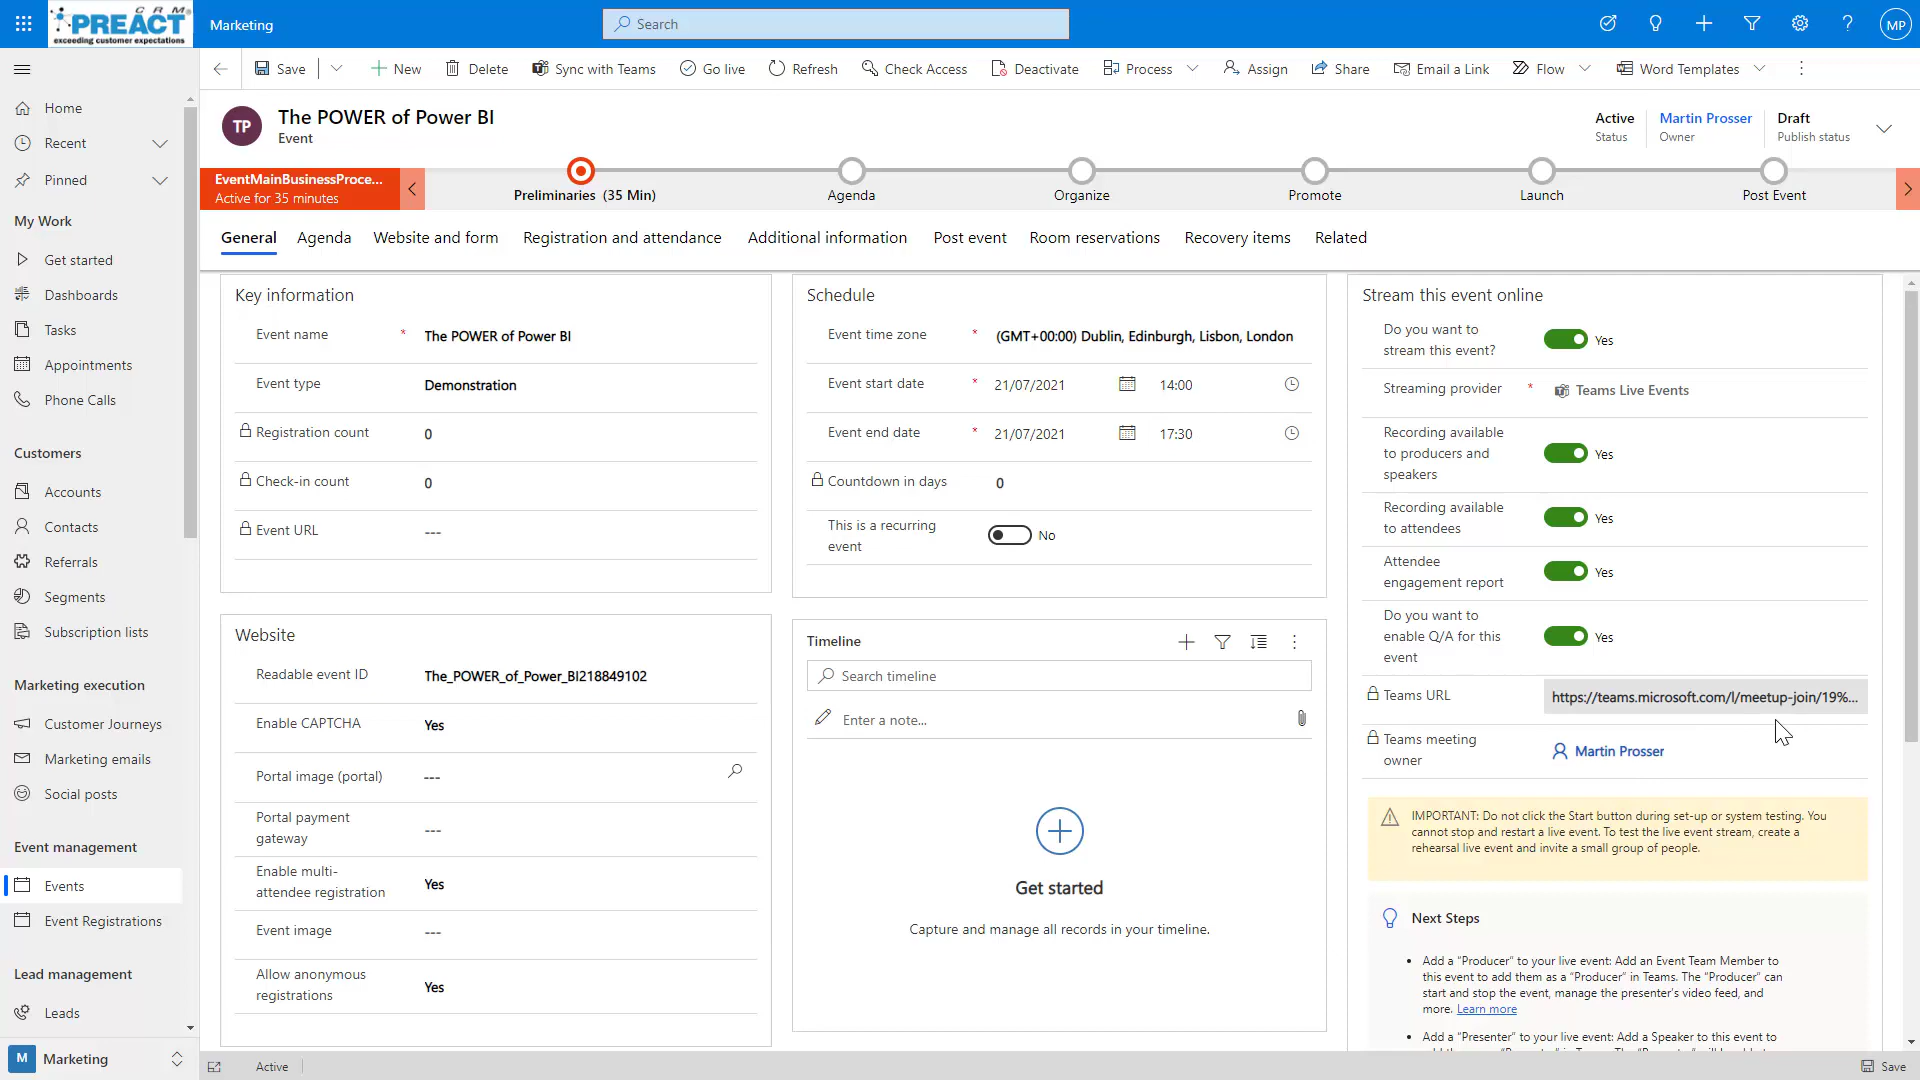 CRM
PREACT
exceeding customer expectations
Marketing
Search
MP
Save
New
Delete
Sync with Teams
Go live
Refresh
Check Access
Deactivate
Process
Assign
Share
Email a Link
Flow
Word Templates
Home
Recent
Pinned
My Work
Get started
Dashboards
Tasks
Appointments
Phone Calls
Customers
Accounts
Contacts
Referrals
Segments
Subscription lists
Marketing execution
Customer Journeys
Marketing emails
Social posts
Event management
Events
Event Registrations
Lead management
Leads
M Marketing
TP
The POWER of Power BI
Event
Active
Status
Martin Prosser
Owner
Draft
Publish status
EventMainBusinessProce...
Active for 35 minutes
Preliminaries (35 Min)
Agenda
Organize
Promote
Launch
Post Event
General
Agenda
Website and form
Registration and attendance
Additional information
Post event
Room reservations
Recovery items
Related
Key information
Event name * The POWER of Power BI
Event type Demonstration
Registration count 0
Check-in count 0
Event URL ---
Website
Readable event ID The_POWER_of_Power_BI218849102
Enable CAPTCHA Yes
Portal image (portal) ---
Portal payment
gateway ---
Enable multi-
attendee registration Yes
Event image ---
Allow anonymous
registrations Yes
Schedule
Event time zone * (GMT+00:00) Dublin, Edinburgh, Lisbon, London
Event start date * 21/07/2021 14:00
Event end date * 21/07/2021 17:30
Countdown in days 0
This is a recurring
event No
Timeline
Search timeline
Enter a note...
Get started
Capture and manage all records in your timeline.
Stream this event online
Do you want to
stream this event? Yes
Streaming provider * Teams Live Events
Recording available
to producers and
speakers Yes
Recording available
to attendees Yes
Attendee
engagement report Yes
Do you want to
enable Q/A for this
event Yes
Teams URL https://teams.microsoft.com/l/meetup-join/19%...
Teams meeting
owner Martin Prosser
IMPORTANT: Do not click the Start button during set-up or system testing. You
cannot stop and restart a live event. To test the live event stream, create a
rehearsal live event and invite a small group of people.
Next Steps
• Add a "Producer" to your live event: Add an Event Team Member to
this event to add them as a "Producer" in Teams. The "Producer" can
start and stop the event, manage the presenter's video feed, and
more. Learn more
• Add a "Presenter" to your live event: Add a Speaker to this event to
Active
Save